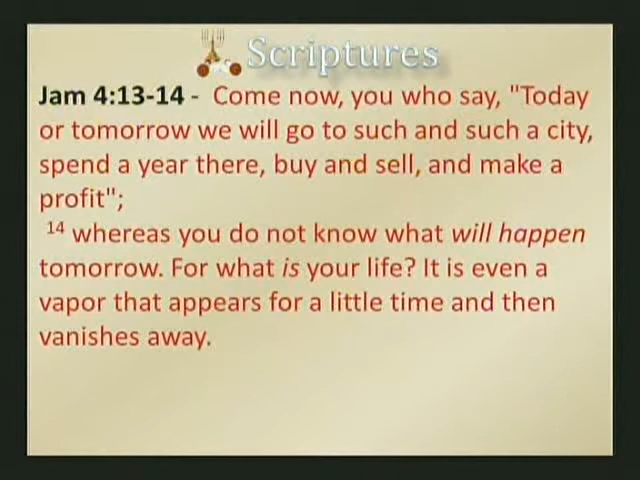 Scriptures
Jam 4:13-14 - Come now, you who say, "Today
or tomorrow we will go to such and such a city,
spend a year there, buy and sell, and make a
profit";
14 whereas you do not know what will happen
tomorrow. For what is your life? It is even a
vapor that appears for a little time and then
vanishes away.